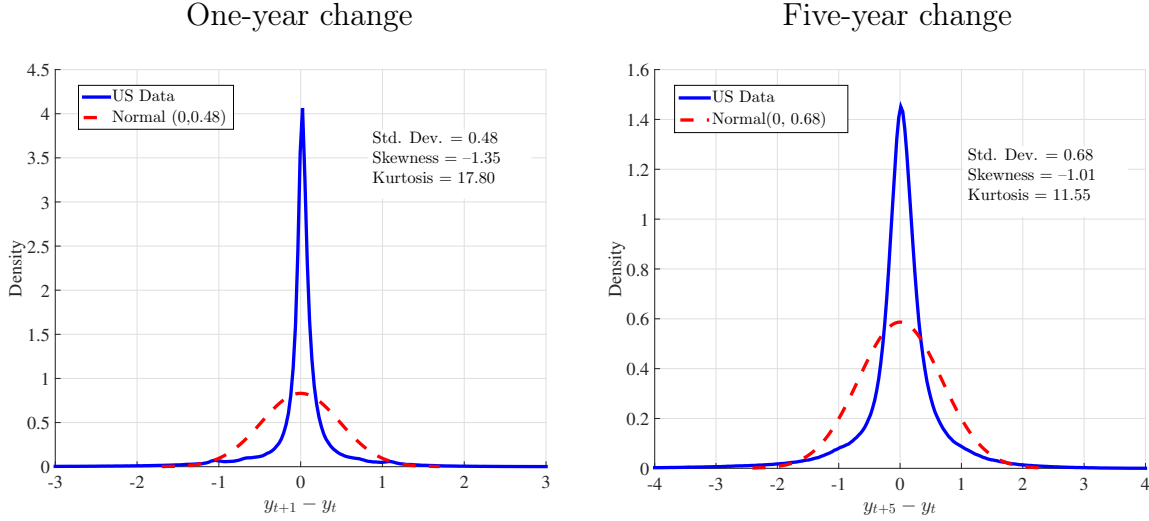 One-year change
4.5
4
3.5
3
2.5
2
1.5
1
0.5
0
Density
US Data
Normal (0,0.48)
Std. Dev. = 0.48
Skewness = –1.35
Kurtosis = 17.80
-3 -2 -1 0 1 2 3
y_{t+1} − y_t
Five-year change
1.6
1.4
1.2
1
0.8
0.6
0.4
0.2
0
Density
US Data
Normal(0, 0.68)
Std. Dev. = 0.68
Skewness = –1.01
Kurtosis = 11.55
-4 -3 -2 -1 0 1 2 3 4
y_{t+5} − y_t